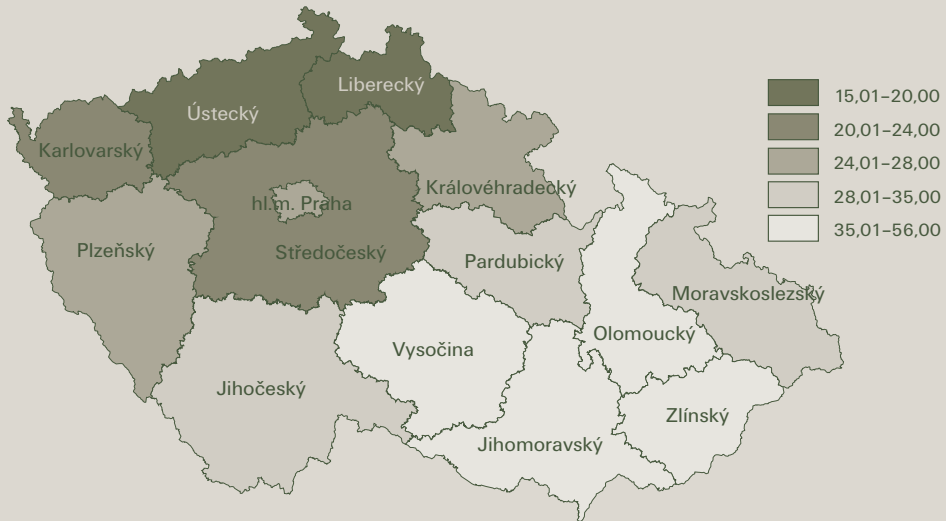 Liberecký
Ústecký
Karlovarský
Královéhradecký
hl.m. Praha
Plzeňský
Středočeský
Pardubický
Moravskoslezský
Olomoucký
Vysočina
Jihočeský
Zlínský
Jihomoravský
15,01–20,00
20,01–24,00
24,01–28,00
28,01–35,00
35,01–56,00